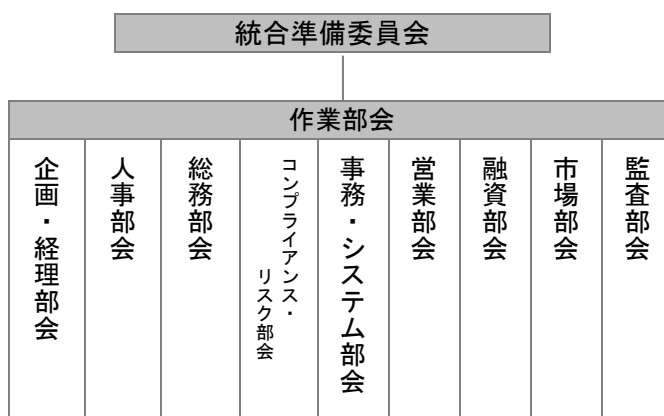 統合準備委員会
作業部会
企画・経理部会
人事部会
総務部会
コンプライアンス・
リスク部会
事務・システム部会
営業部会
融資部会
市場部会
監査部会